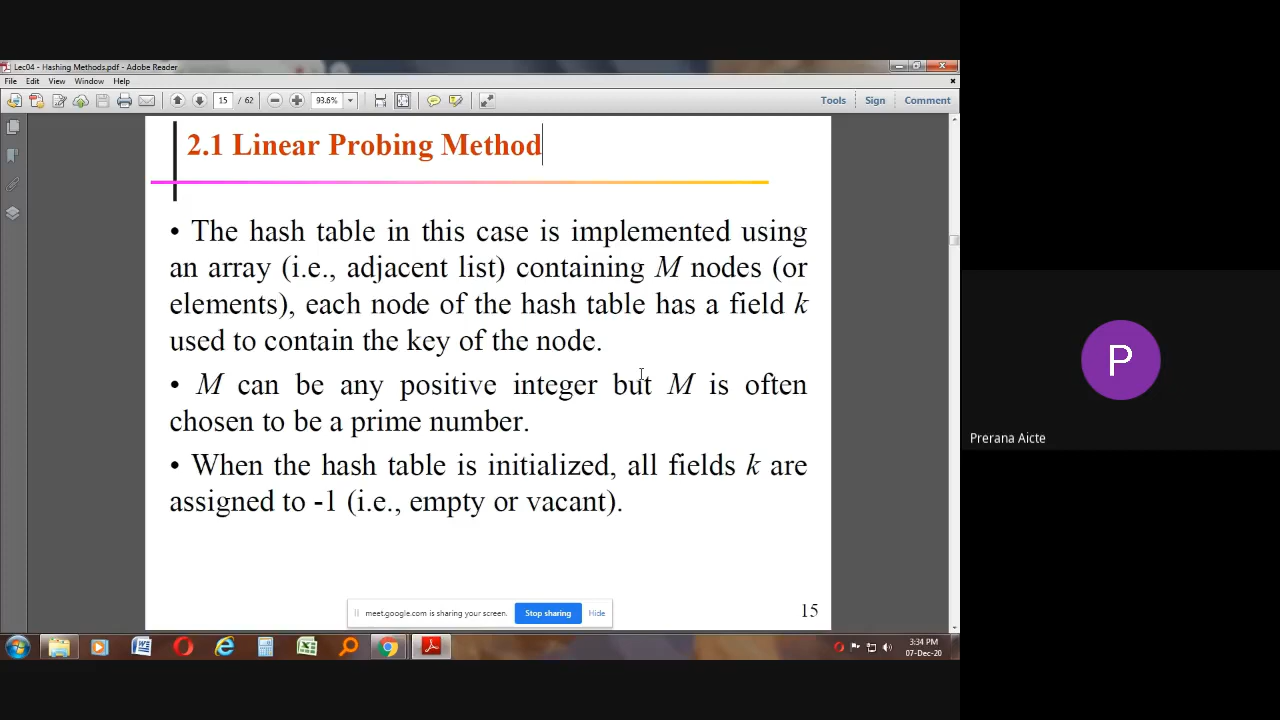 Lec04 - Hashing Methods.pdf - Adobe Reader
File Edit View Window Help
15 / 62 93.6% Tools Sign Comment
2.1 Linear Probing Method
• The hash table in this case is implemented using
an array (i.e., adjacent list) containing M nodes (or
elements), each node of the hash table has a field k
used to contain the key of the node.
• M can be any positive integer but M is often
chosen to be a prime number.
• When the hash table is initialized, all fields k are
assigned to -1 (i.e., empty or vacant).
meet.google.com is sharing your screen. Stop sharing Hide
15
P
Prerana Aicte
3:34 PM
07-Dec-20